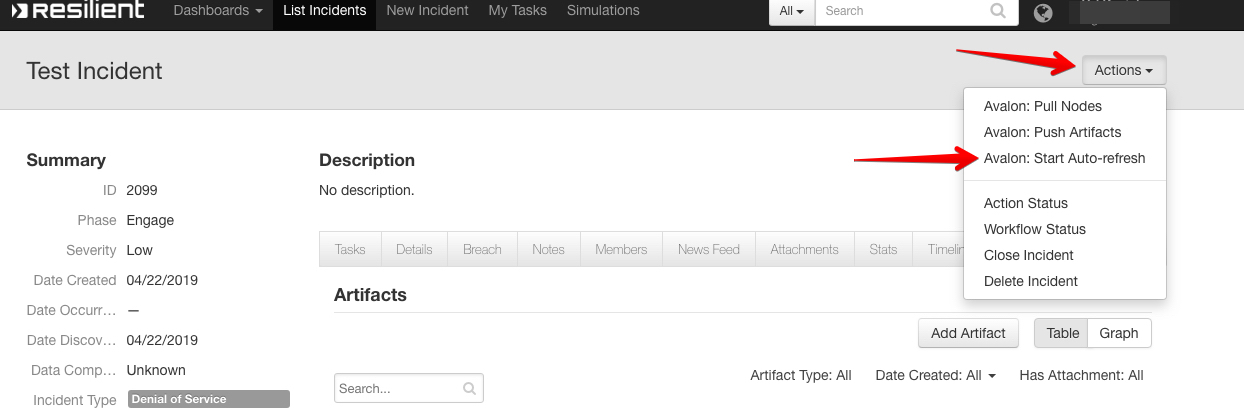 resilient Dashboards List Incidents New Incident My Tasks Simulations All Search
Test Incident
Actions
Avalon: Pull Nodes
Avalon: Push Artifacts
Avalon: Start Auto-refresh
Action Status
Workflow Status
Close Incident
Delete Incident
Summary
ID 2099
Phase Engage
Severity Low
Date Created 04/22/2019
Date Occurr... —
Date Discov... 04/22/2019
Data Comp... Unknown
Incident Type Denial of Service
Description
No description.
Tasks Details Breach Notes Members News Feed Attachments Stats Timelin
Artifacts
Add Artifact Table Graph
Search... Artifact Type: All Date Created: All Has Attachment: All